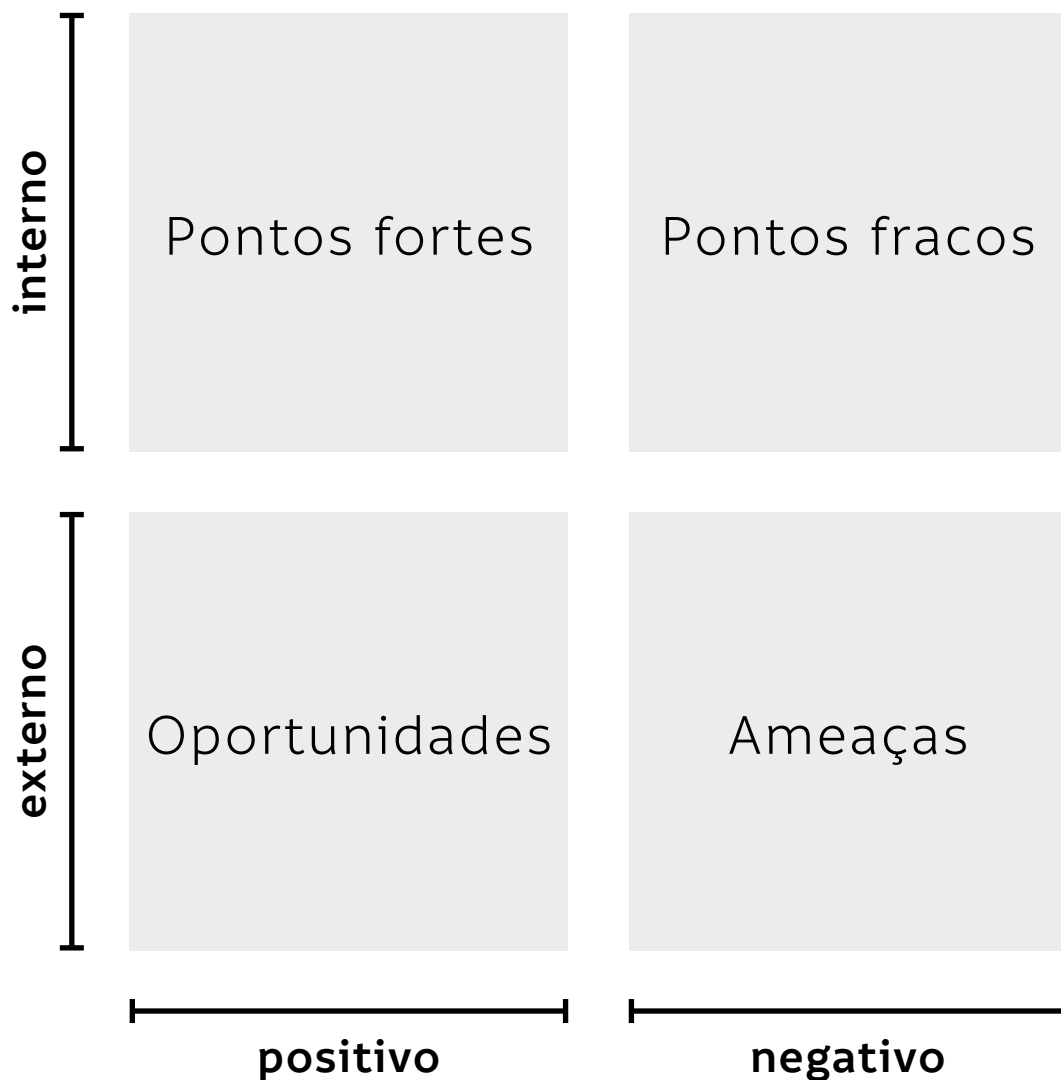 interno
Pontos fortes
Pontos fracos
externo
Oportunidades
Ameaças
positivo
negativo